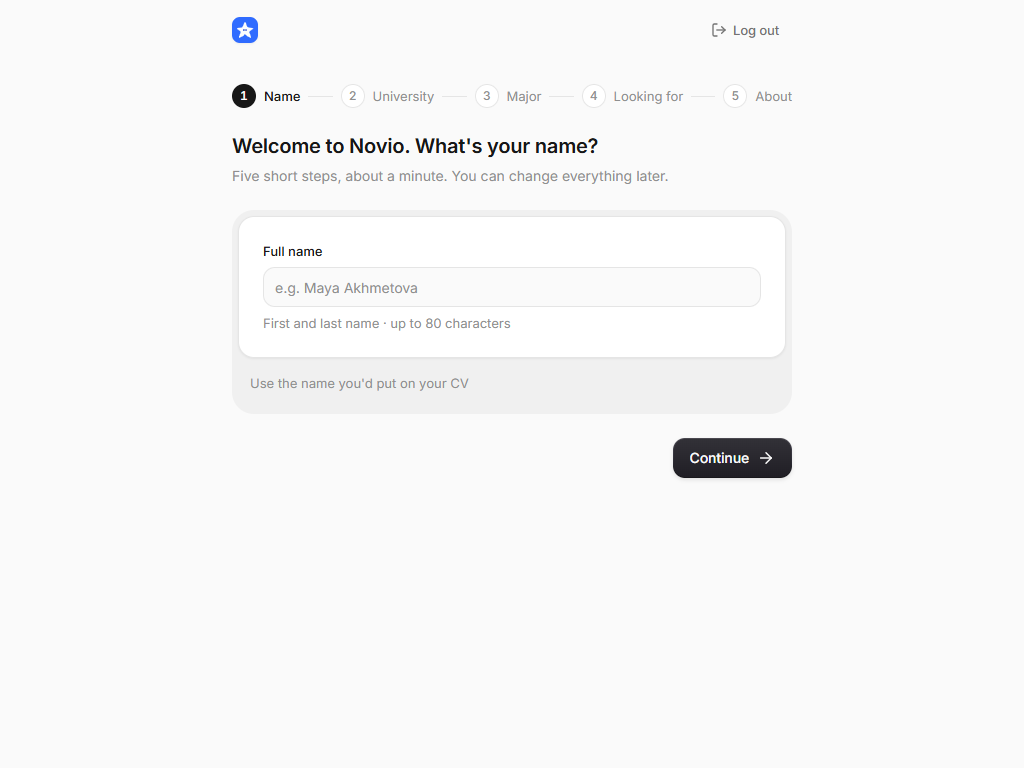 Log out
1 Name 2 University 3 Major 4 Looking for 5 About
Welcome to Novio. What's your name?
Five short steps, about a minute. You can change everything later.
Full name
e.g. Maya Akhmetova
First and last name · up to 80 characters
Use the name you'd put on your CV
Continue